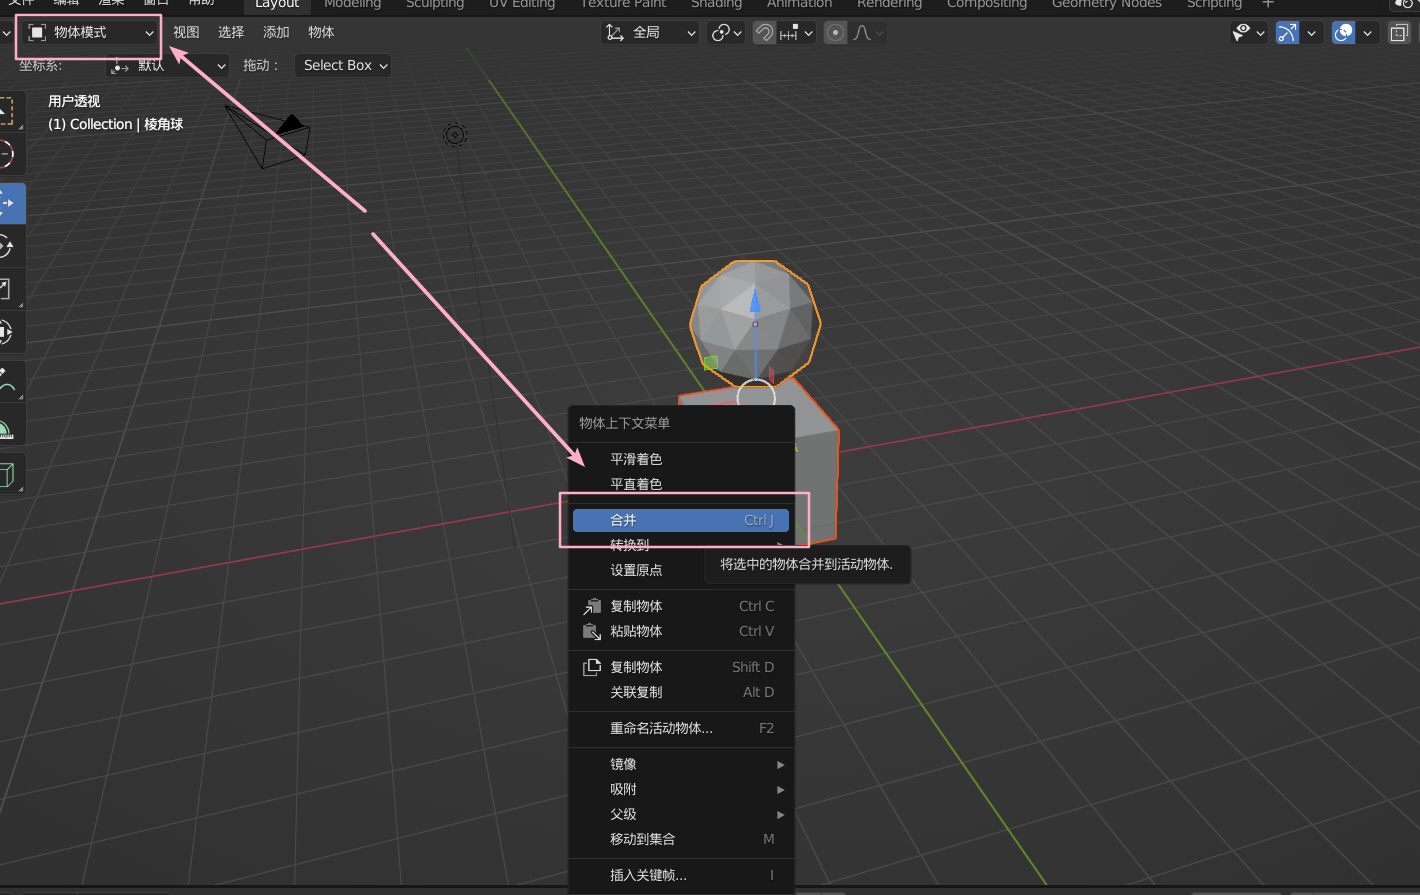 文件 编辑 渲染 窗口 帮助 Layout Modeling Sculpting UV Editing Texture Paint Shading Animation Rendering Compositing Geometry Nodes Scripting +
物体模式 视图 选择 添加 物体 全局
坐标系: 默认 拖动: Select Box
用户透视
(1) Collection | 棱角球
物体上下文菜单
平滑着色
平直着色
合并 Ctrl J
转换到
设置原点
将选中的物体合并到活动物体.
复制物体 Ctrl C
粘贴物体 Ctrl V
复制物体 Shift D
关联复制 Alt D
重命名活动物体... F2
镜像
吸附
父级
移动到集合 M
插入关键帧... I